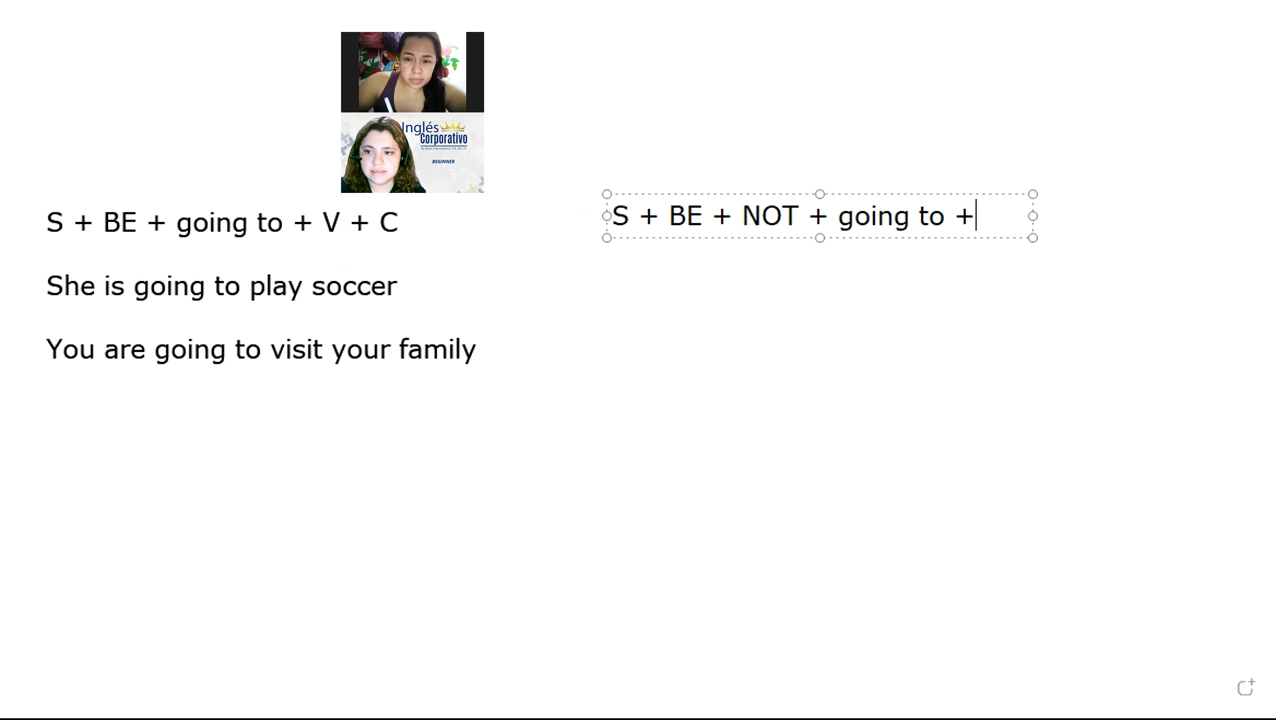 Inglés
Corporativo
BEGINNER
S + BE + going to + V + C
She is going to play soccer
You are going to visit your family
S + BE + NOT + going to +